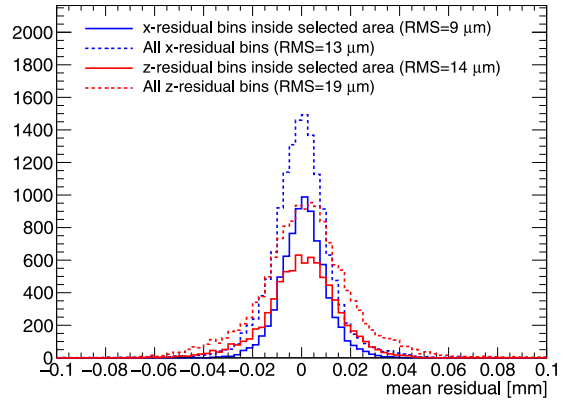 x-residual bins inside selected area (RMS=9 μm)
All x-residual bins (RMS=13 μm)
z-residual bins inside selected area (RMS=14 μm)
All z-residual bins (RMS=19 μm)
2000
1800
1600
1400
1200
1000
800
600
400
200
0
−0.1 −0.08 −0.06 −0.04 −0.02 0 0.02 0.04 0.06 0.08 0.1
mean residual [mm]